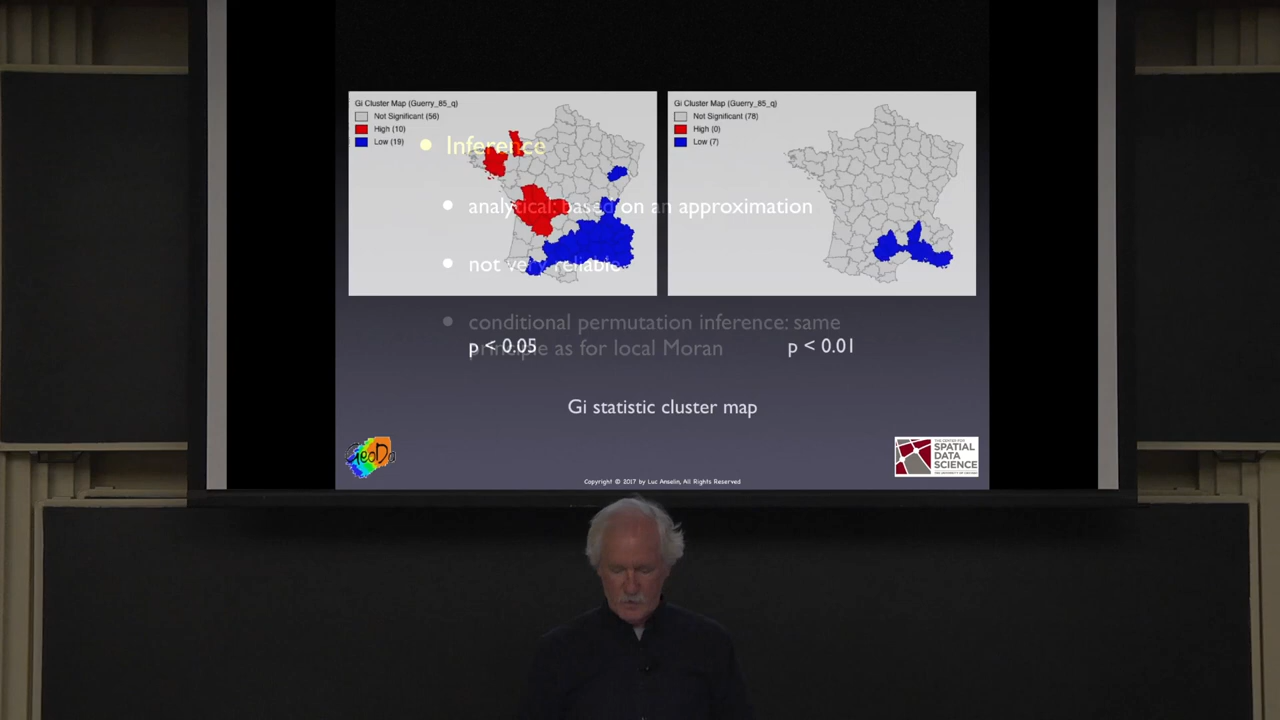 Gi Cluster Map (Guerry_85_q)
Not Significant (56)
High (10)
Low (19)
Gi Cluster Map (Guerry_85_q)
Not Significant (78)
High (0)
Low (7)
• Inference
• analytical: based on an approximation
• not very reliable
• conditional permutation inference: same
principle as for local Moran
p < 0.05
p < 0.01
Gi statistic cluster map
GeoDa
THE CENTER FOR
SPATIAL
DATA
SCIENCE
Copyright © 2017 by Luc Anselin, All Rights Reserved